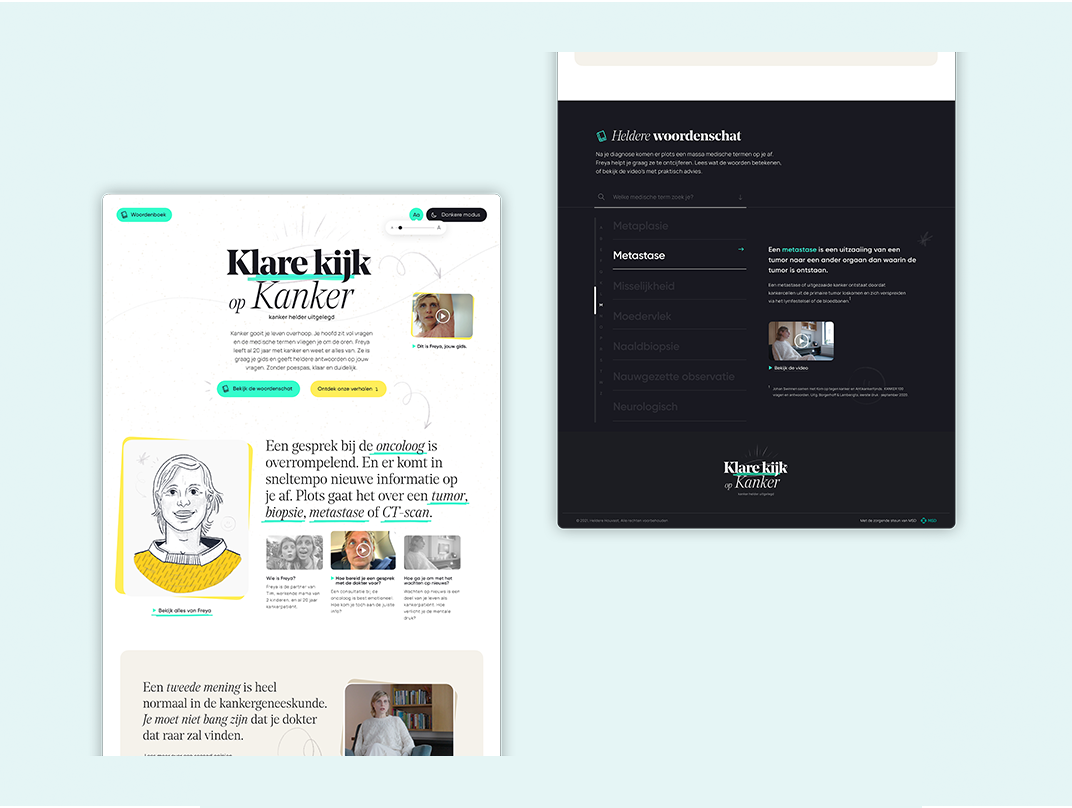 Woordenboek
Aa
Donkere modus
A
Klare kijk
op Kanker
kanker helder uitgelegd
Kanker gooit je leven overhoop. Je hoofd zit vol vragen
en de medische termen vliegen je om de oren. Freya
leeft al 20 jaar met kanker en weet er alles van. Ze is
graag je gids en geeft heldere antwoorden op jouw
vragen. Zonder poespas, klaar en duidelijk.
Bekijk de woordenschat
Ontdek onze verhalen
Dit is Freya, jouw gids.
Een gesprek bij de oncoloog is
overrompelend. En er komt in
sneltempo nieuwe informatie op
je af. Plots gaat het over een tumor,
biopsie, metastase of CT-scan.
Bekijk alles van Freya
Wie is Freya?
Freya is de partner van
Tim, werkende mama van
2 kinderen, en al 20 jaar
kankerpatiënt.
Hoe bereid je een gesprek
met de dokter voor?
Een consultatie bij de
oncoloog is best emotioneel.
Hoe kom je toch aan de juiste
info?
Hoe ga je om met het
wachten op nieuws?
Wachten op nieuws is een
deel van je leven als
kankerpatiënt. Hoe
verlicht je de mentale
druk?
Een tweede mening is heel
normaal in de kankergeneeskunde.
Je moet niet bang zijn dat je dokter
dat raar zal vinden.
Heldere woordenschat
Na je diagnose komen er plots een massa medische termen op je af.
Freya helpt je graag ze te ontcijferen. Lees wat de woorden betekenen,
of bekijk de video's met praktisch advies.
Welke medische term zoek je?
Metaplasie
Metastase
Misselijkheid
Moedervlek
Naaldbiopsie
Nauwgezette observatie
Neurologisch
M
Een metastase is een uitzaaiing van een
tumor naar een ander orgaan dan waarin de
tumor is ontstaan.
Een metastase of uitgezaaide kanker ontstaat doordat
kankercellen uit de primaire tumor loskomen en zich verspreiden
via het lymfestelsel of de bloedbanen.1
Bekijk de video
Klare kijk
op Kanker
kanker helder uitgelegd
Met de zorgende steun van MSD
MSD